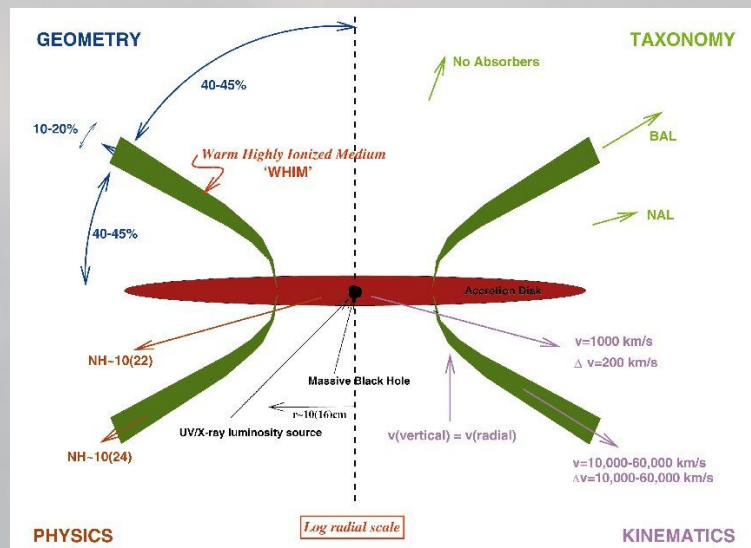 GEOMETRY
TAXONOMY
40-45%
No Absorbers
10-20%
BAL
Warm Highly Ionized Medium
'WHIM'
NAL
40-45%
Accretion Disk
NH~10(22)
v=1000 km/s
Δ v=200 km/s
Massive Black Hole
r~10(16)cm
UV/X-ray luminosity source
v(vertical) = v(radial)
NH~10(24)
v=10,000-60,000 km/s
Δv=10,000-60,000 km/s
Log radial scale
PHYSICS
KINEMATICS